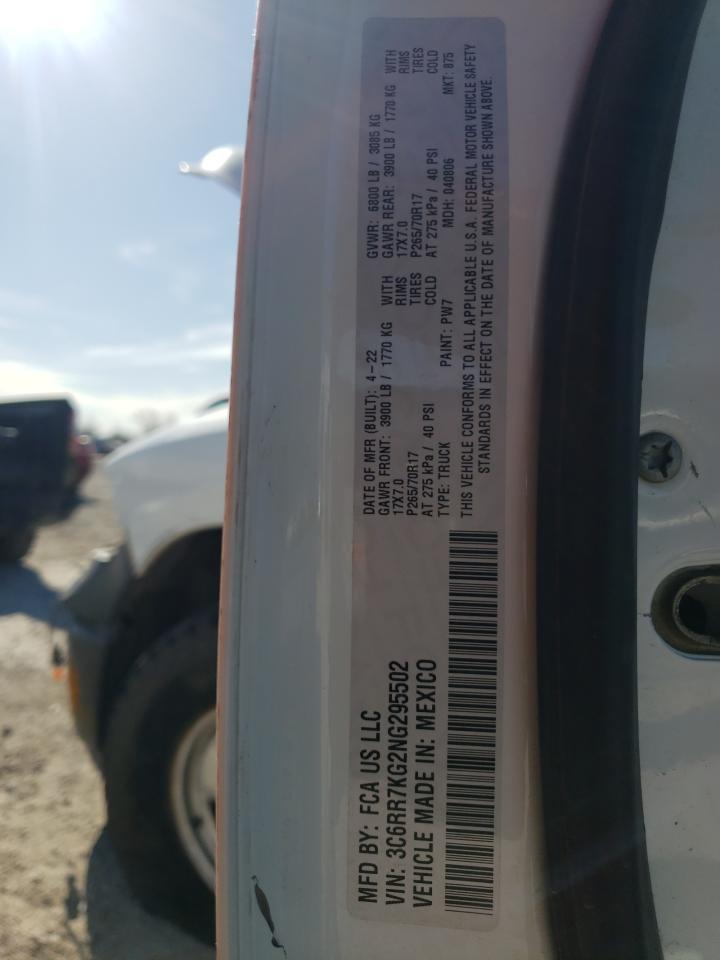 MFD BY: FCA US LLC
VIN: 3C6RR7KG2NG295502
VEHICLE MADE IN: MEXICO
DATE OF MFR (BUILT): 4-22 GVWR: 6800 LB / 3085 KG
GAWR FRONT: 3900 LB / 1770 KG WITH GAWR REAR: 3900 LB / 1770 KG WITH
17X7.0 RIMS 17X7.0 RIMS
P265/70R17 TIRES P265/70R17 TIRES
AT 275 kPa / 40 PSI COLD AT 275 kPa / 40 PSI COLD
TYPE: TRUCK PAINT: PW7 MDH: 040806 MKT: 875
THIS VEHICLE CONFORMS TO ALL APPLICABLE U.S.A. FEDERAL MOTOR VEHICLE SAFETY
STANDARDS IN EFFECT ON THE DATE OF MANUFACTURE SHOWN ABOVE.